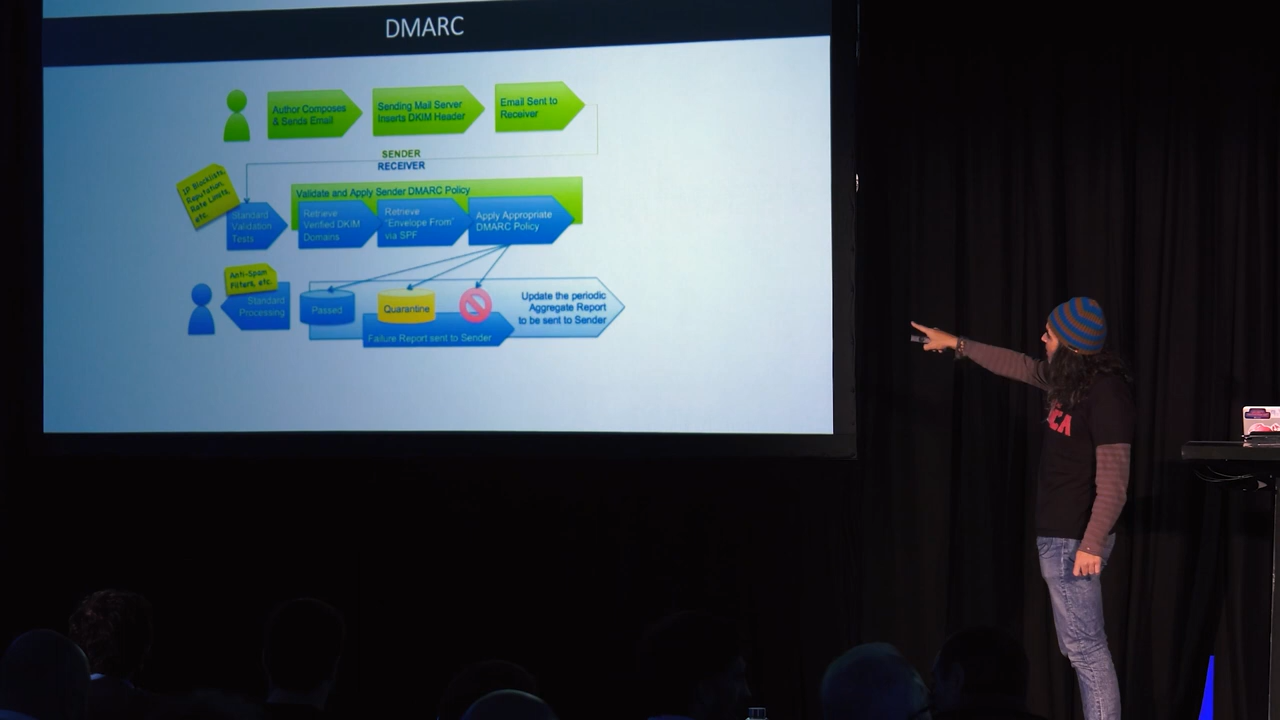 DMARC
Author Composes
& Sends Email
Sending Mail Server
Inserts DKIM Header
Email Sent to
Receiver
SENDER
RECEIVER
IP Blocklists,
Reputation,
Rate Limits,
etc.
Standard
Validation
Tests
Validate and Apply Sender DMARC Policy
Retrieve
Verified DKIM
Domains
Retrieve
"Envelope From"
via SPF
Apply Appropriate
DMARC Policy
Anti-Spam
Filters, etc.
Standard
Processing
Passed
Quarantine
Update the periodic
Aggregate Report
to be sent to Sender
Failure Report sent to Sender